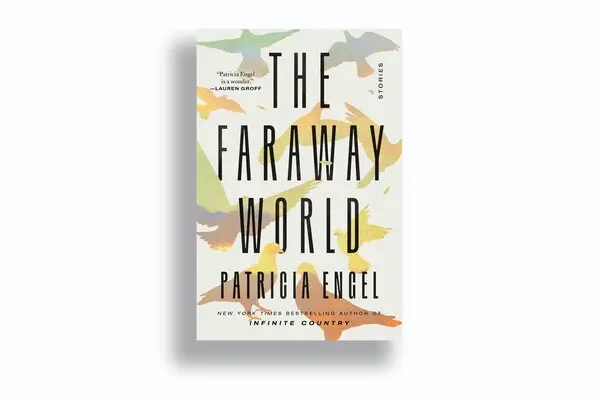 THE
FARAWAY
WORLD
“Patricia Engel
is a wonder.”
—LAUREN GROFF
STORIES
PATRICIA ENGEL
NEW YORK TIMES BESTSELLING AUTHOR OF
INFINITE COUNTRY